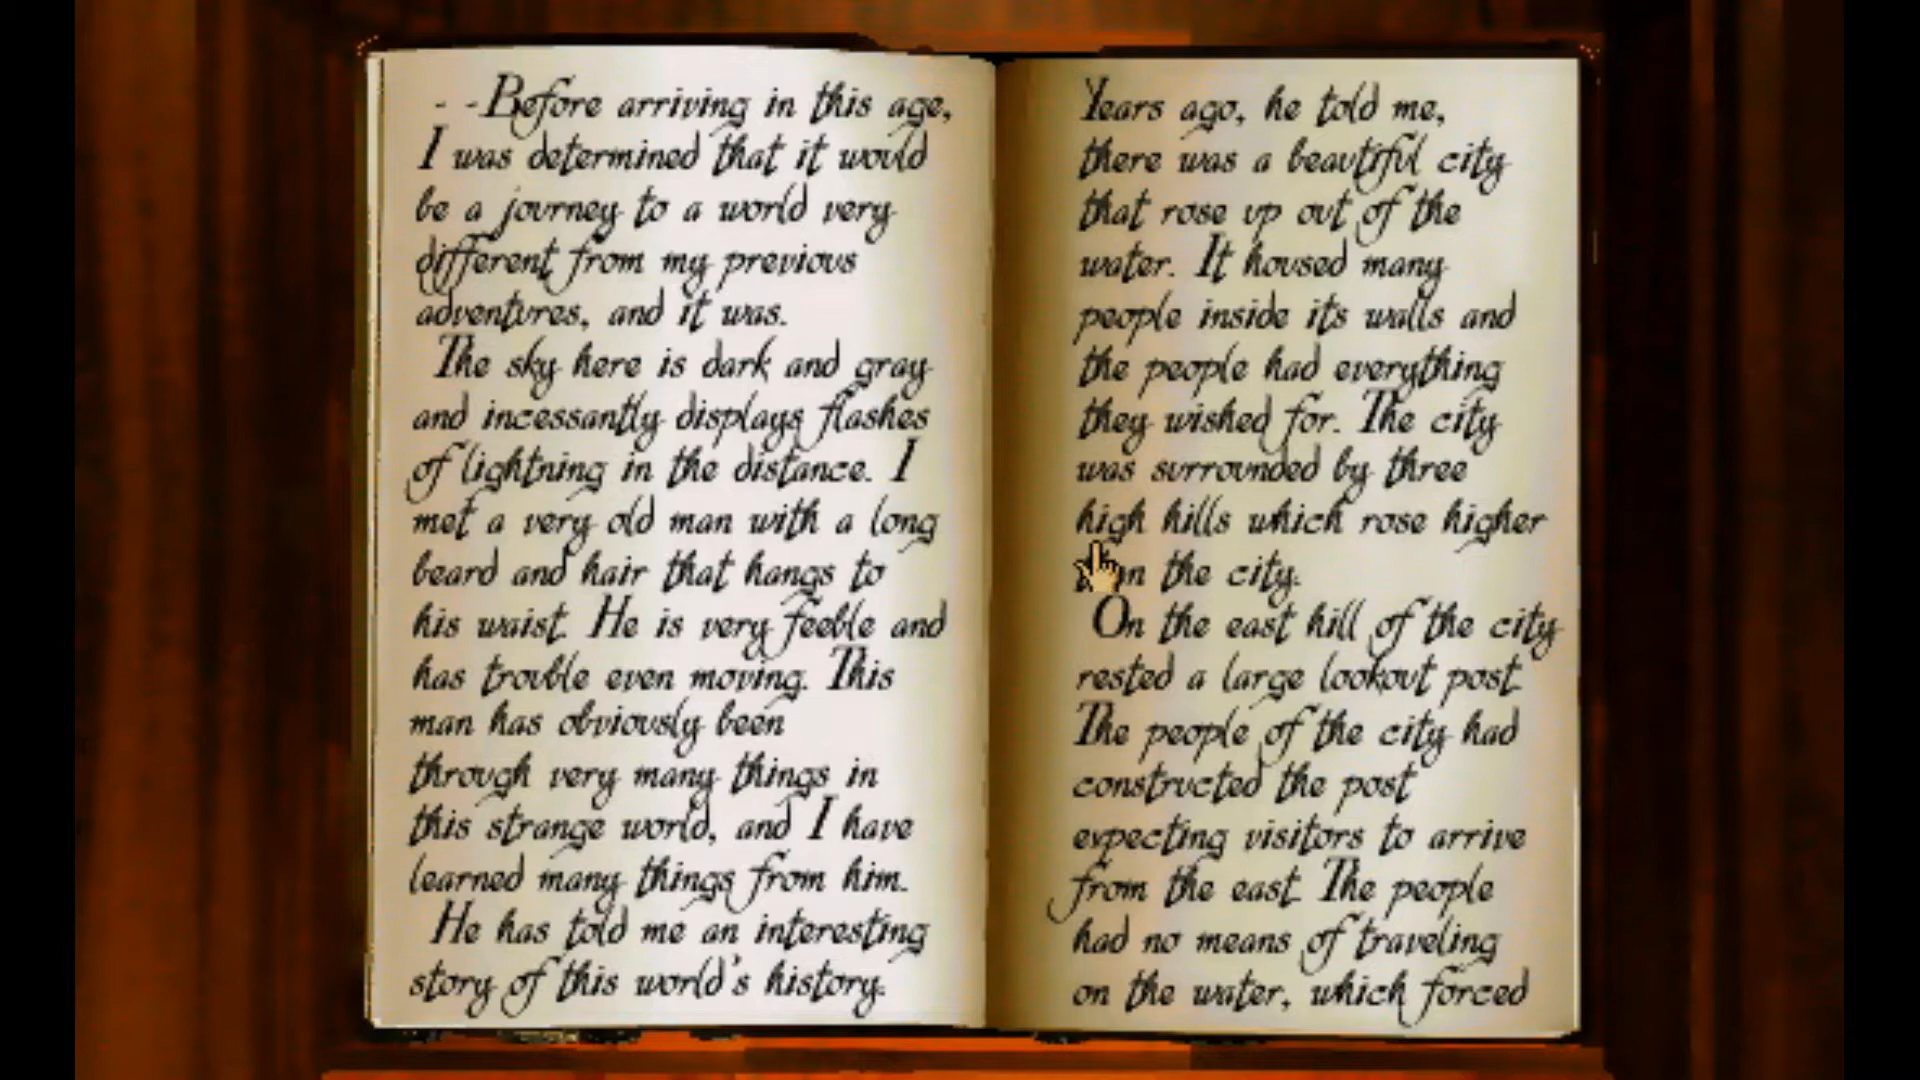 - -Before arriving in this age,
I was determined that it would
be a journey to a world very
different from my previous
adventures, and it was.
The sky here is dark and gray
and incessantly displays flashes
of lightning in the distance. I
met a very old man with a long
beard and hair that hangs to
his waist. He is very feeble and
has trouble even moving. This
man has obviously been
through very many things in
this strange world, and I have
learned many things from him.
He has told me an interesting
story of this world's history.
Years ago, he told me,
there was a beautiful city
that rose up out of the
water. It housed many
people inside its walls and
the people had everything
they wished for. The city
was surrounded by three
high hills which rose higher
than the city.
On the east hill of the city
rested a large lookout post.
The people of the city had
constructed the post
expecting visitors to arrive
from the east. The people
had no means of traveling
on the water, which forced